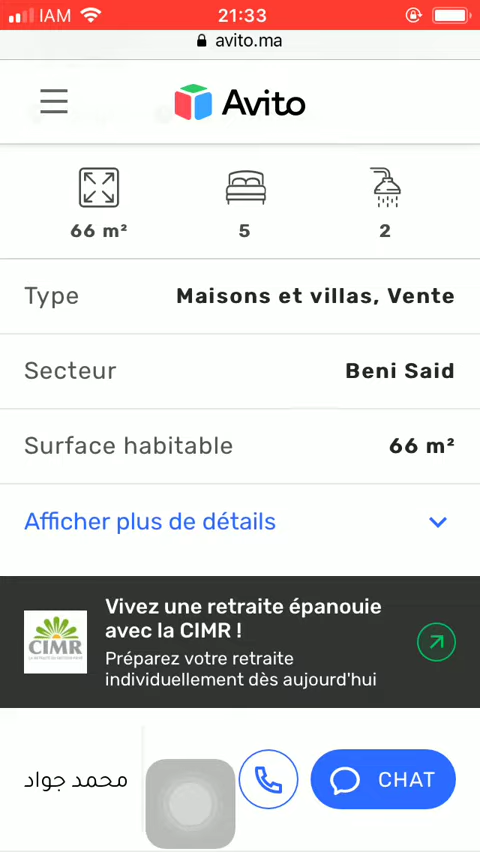 IAM 21:33
avito.ma
Avito
66 m² 5 2
Type Maisons et villas, Vente
Secteur Beni Said
Surface habitable 66 m²
Afficher plus de détails
Vivez une retraite épanouie
avec la CIMR !
CIMR
Préparez votre retraite
individuellement dès aujourd'hui
محمد جواد
CHAT